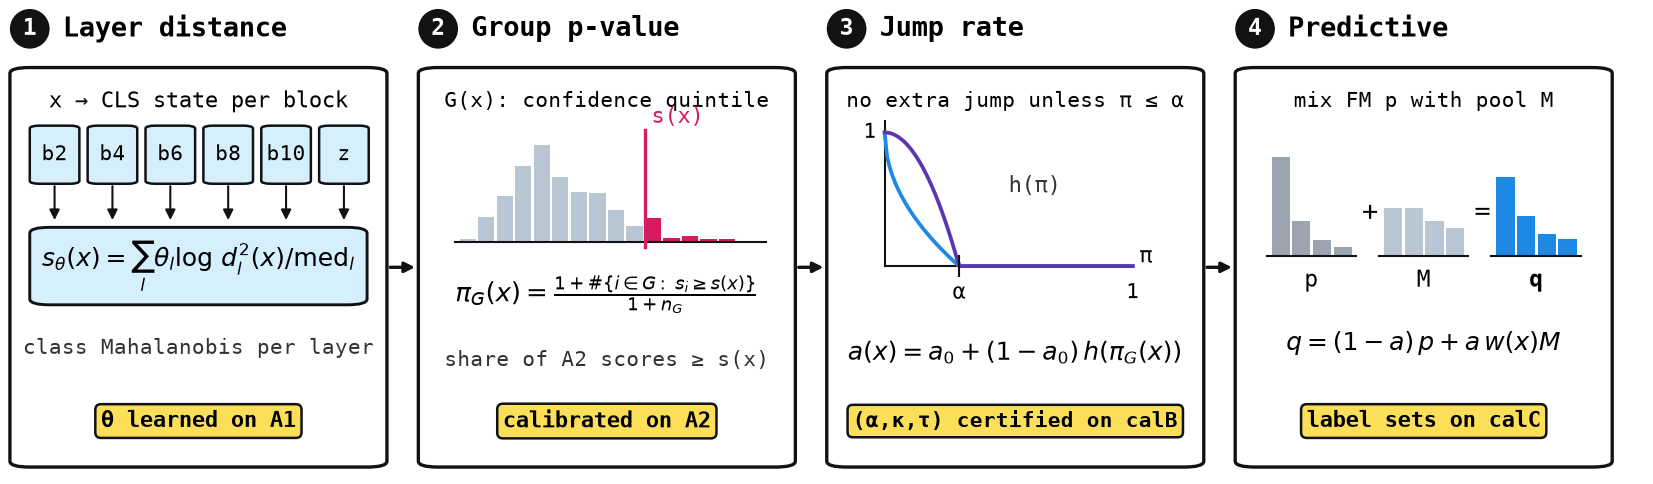 1 Layer distance
x → CLS state per block
b2 b4 b6 b8 b10 z
s_θ(x) = ∑_l θ_l log d_l^2(x)/med_l
class Mahalanobis per layer
θ learned on A1
2 Group p-value
G(x): confidence quintile
s(x)
π_G(x) = (1 + #{i ∈ G: s_i ≥ s(x)}) / (1 + n_G)
share of A2 scores ≥ s(x)
calibrated on A2
3 Jump rate
no extra jump unless π ≤ α
1
h(π)
π
α 1
a(x) = a_0 + (1 − a_0) h(π_G(x))
(α,κ,τ) certified on calB
4 Predictive
mix FM p with pool M
+ =
p M q
q = (1 − a) p + a w(x)M
label sets on calC